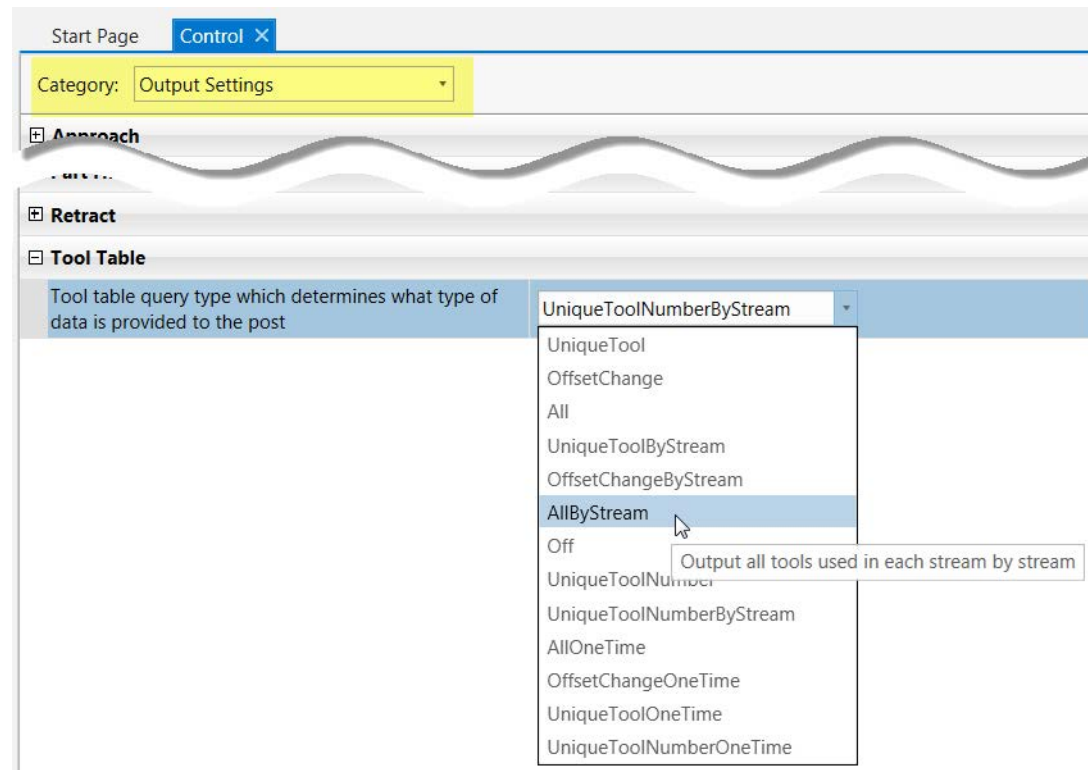 Start Page
Control
Category: Output Settings
Approach
Retract
Tool Table
Tool table query type which determines what type of
data is provided to the post
UniqueToolNumberByStream
UniqueTool
OffsetChange
All
UniqueToolByStream
OffsetChangeByStream
AllByStream
Off
Output all tools used in each stream by stream
UniqueToolNumber
UniqueToolNumberByStream
AllOneTime
OffsetChangeOneTime
UniqueToolOneTime
UniqueToolNumberOneTime